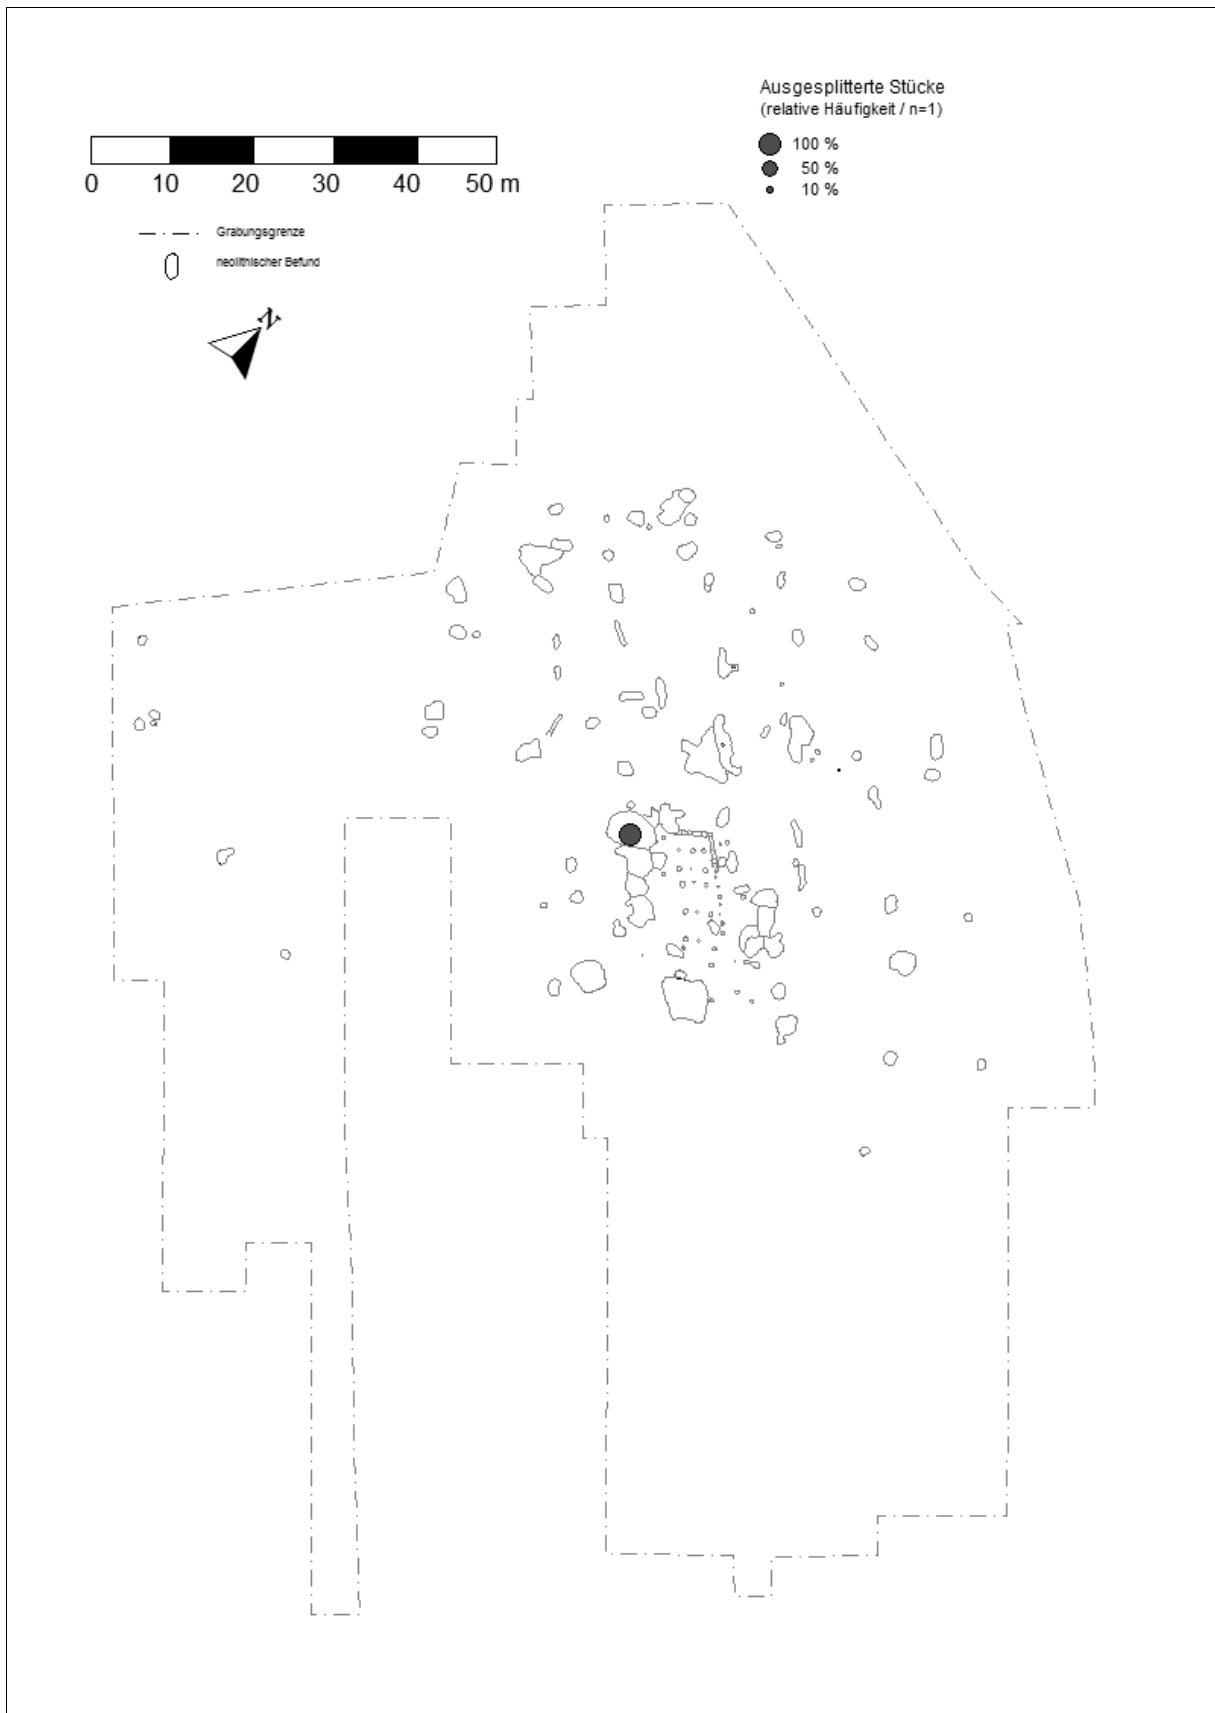 Ausgesplitterte Stücke
(relative Häufigkeit / n=1)
100 %
50 %
10 %
0 10 20 30 40 50 m
Grabungsgrenze
neolithischer Befund
N